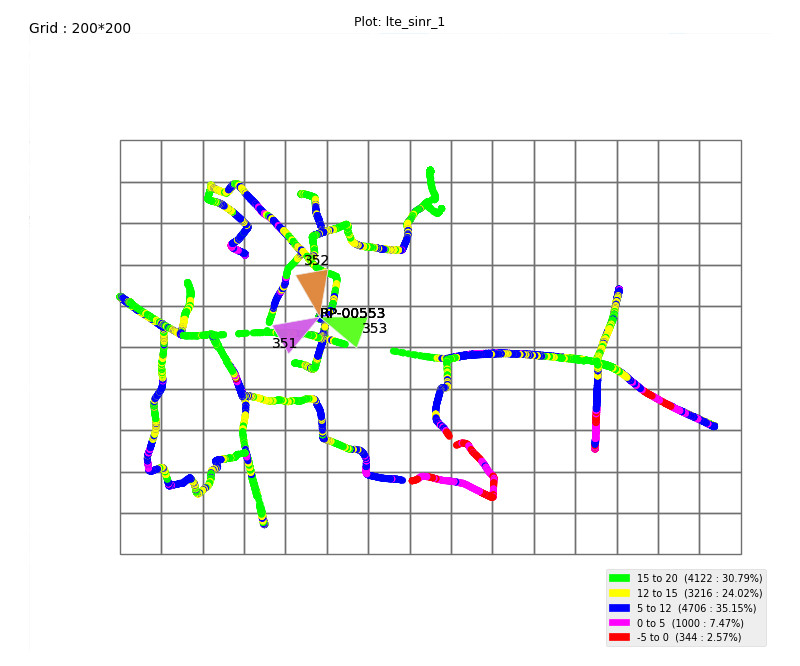 Plot: lte_sinr_1
Grid : 200*200
352
RP-00553
353
351
15 to 20 (4122 : 30.79%)
12 to 15 (3216 : 24.02%)
5 to 12 (4706 : 35.15%)
0 to 5 (1000 : 7.47%)
-5 to 0 (344 : 2.57%)